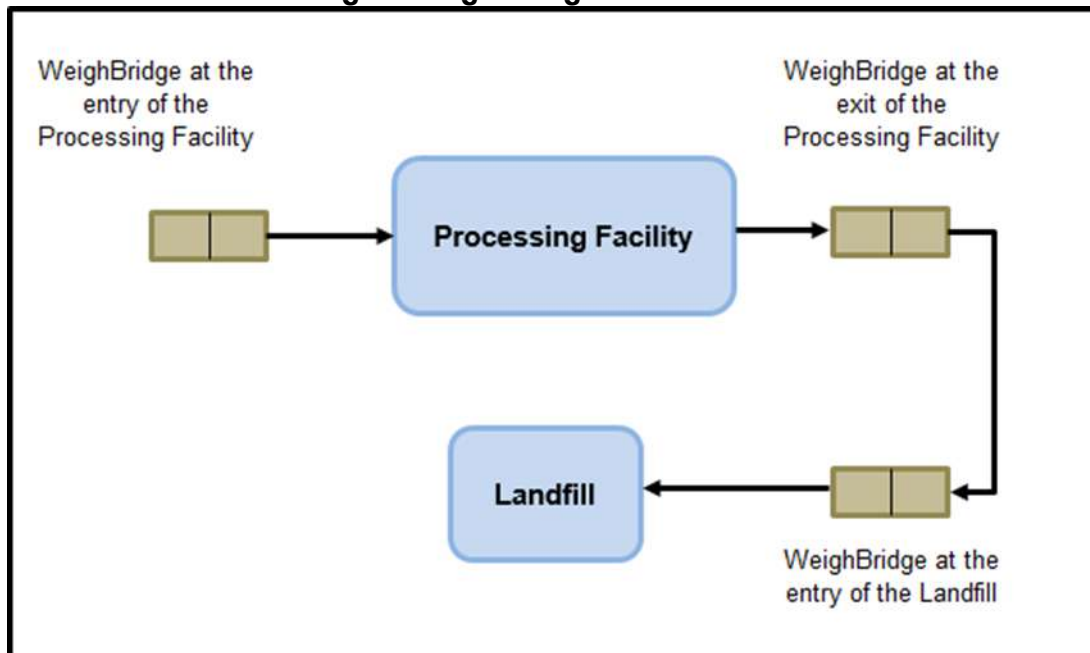 WeighBridge at the
entry of the
Processing Facility
WeighBridge at the
exit of the
Processing Facility
Processing Facility
Landfill
WeighBridge at the
entry of the Landfill